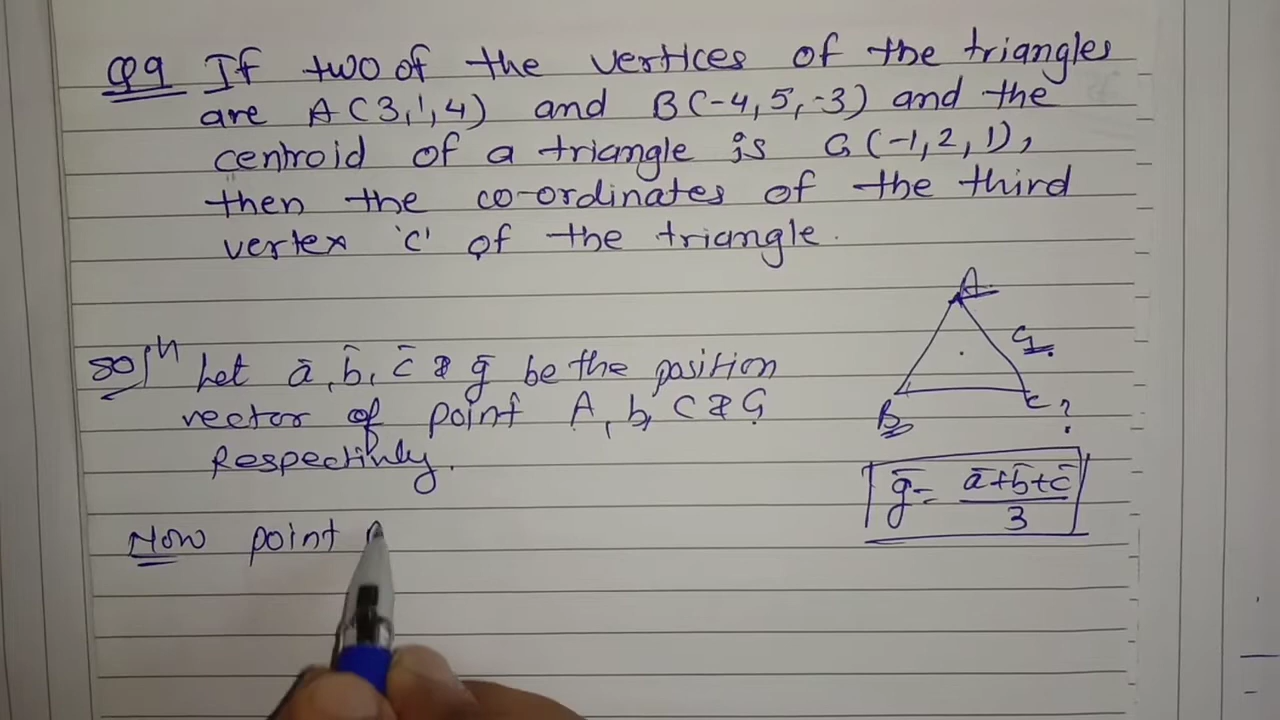 Q9 If two of the vertices of the triangles
are A(3,1,4) and B(-4,5,-3) and the
centroid of a triangle is G(-1,2,1),
then the co-ordinates of the third
vertex 'c' of the triangle.
A
G.
B
c ?
Solⁿ Let ā, b̄, c̄ & ḡ be the position
vector of point A, b, C & G
Respectivly.
ḡ = ā+b̄+c̄
3
Now point